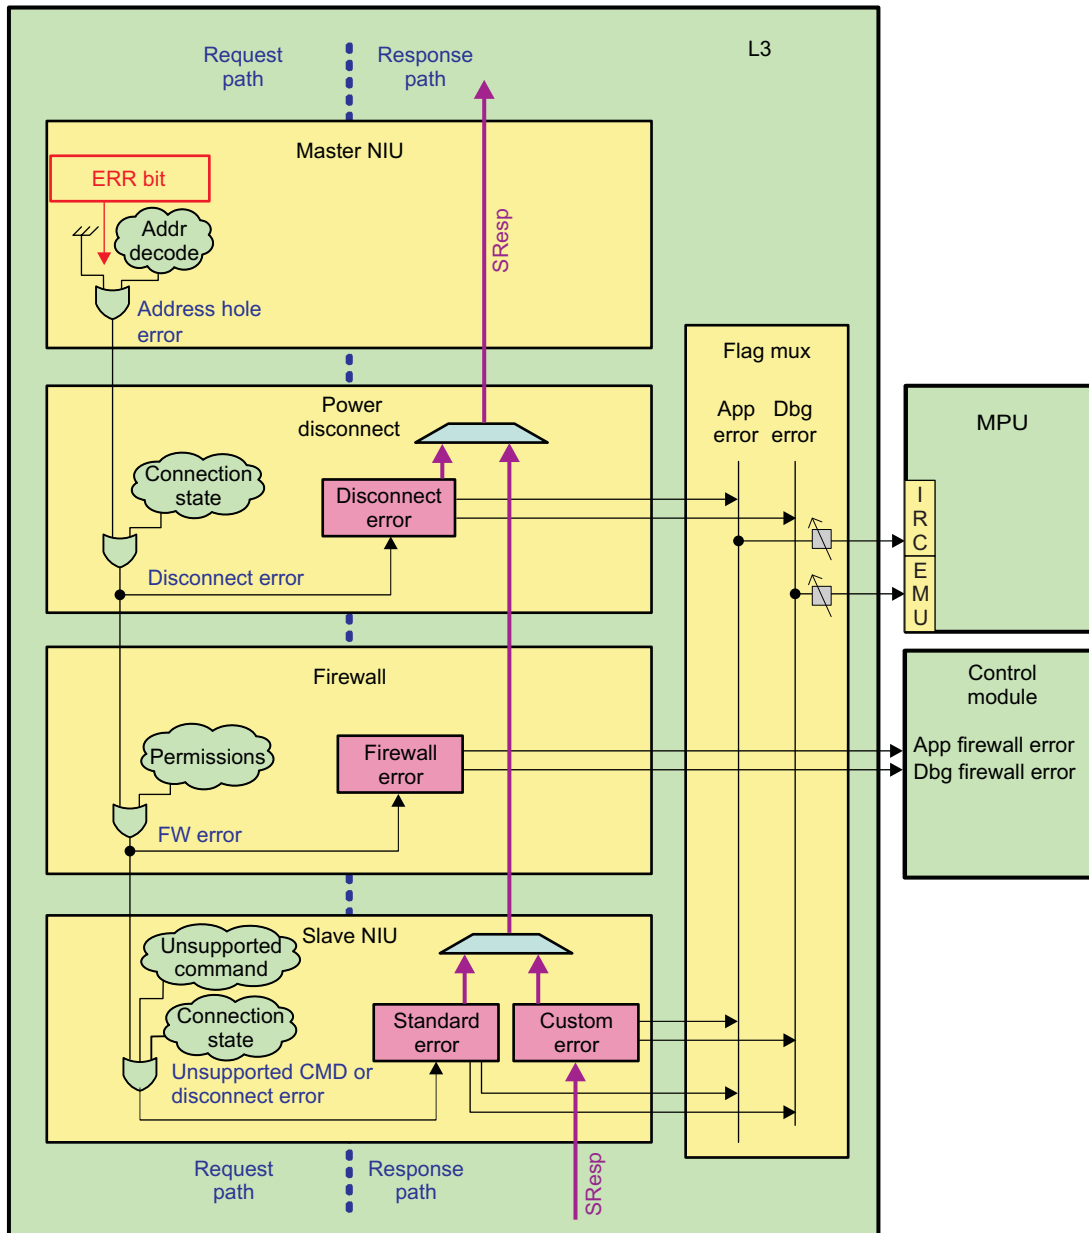 Request
path
Response
path
L3
Master NIU
ERR bit
Addr
decode
SResp
Address hole
error
Flag mux
App
error
Dbg
error
Power
disconnect
MPU
Connection
state
Disconnect
error
I
R
C
E
M
U
Disconnect error
Firewall
Control
module
Permissions
Firewall
error
App firewall error
Dbg firewall error
FW error
Slave NIU
Unsupported
command
Connection
state
Standard
error
Custom
error
Unsupported CMD or
disconnect error
Request
path
Response
path
SResp